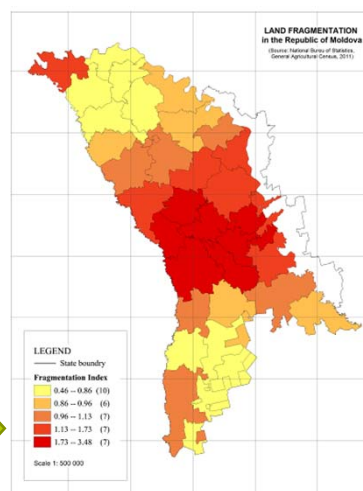 LAND FRAGMENTATION
in the Republic of Moldova
(Source: National Bureu of Statistics,
General Agricultural Census, 2011)
LEGEND
State boundry
Fragmentation Index
0.46 -- 0.86 (10)
0.86 -- 0.96 (6)
0.96 -- 1.13 (7)
1.13 -- 1.73 (7)
1.73 -- 3.48 (7)
Scale 1: 500 000